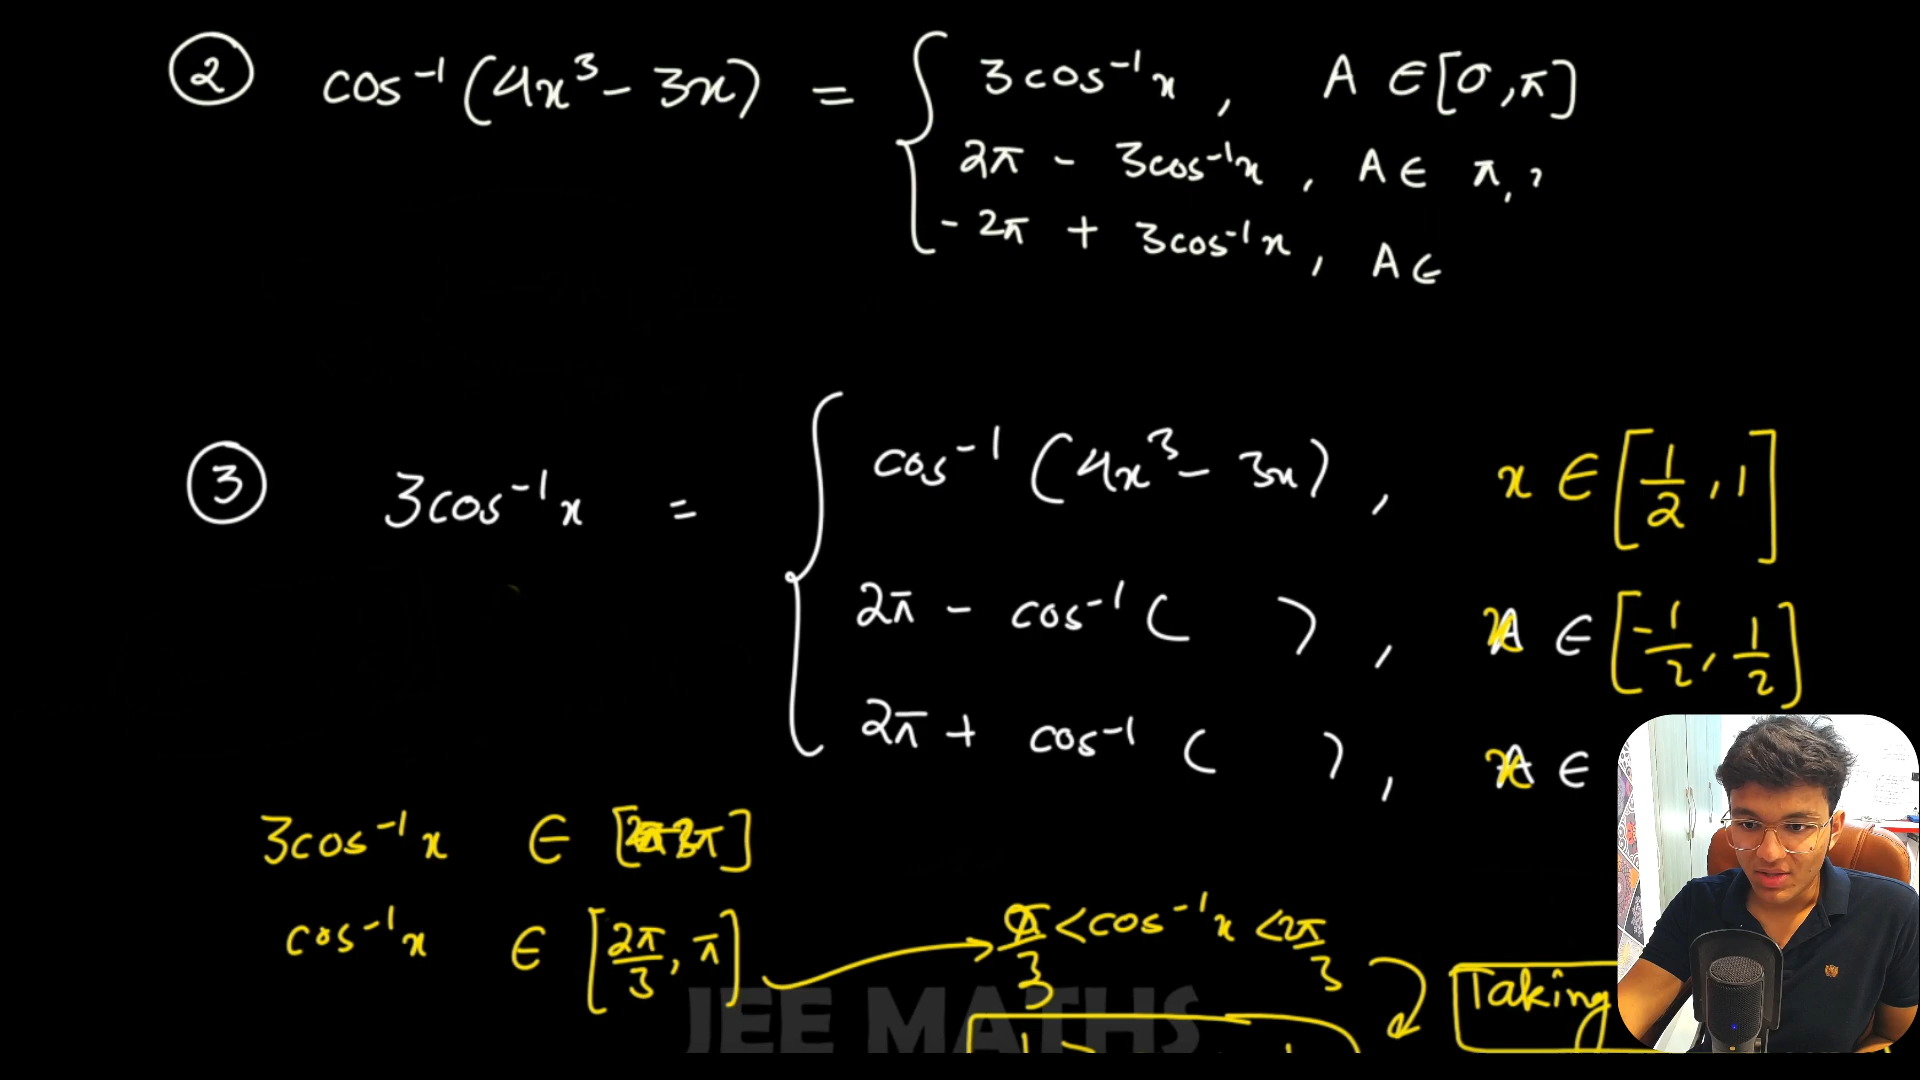 ② cos⁻¹(4x³ - 3x) = { 3cos⁻¹x , A ∈ [0, π]
2π - 3cos⁻¹x , A ∈ π, 2
-2π + 3cos⁻¹x , A ∈
③ 3cos⁻¹x = { cos⁻¹(4x³ - 3x) , x ∈ [1/2, 1]
2π - cos⁻¹( ) , x ∈ [-1/2, 1/2]
2π + cos⁻¹( ) , x ∈
3cos⁻¹x ∈ [2π, 3π]
cos⁻¹x ∈ [2π/3, π] → π/3 < cos⁻¹x < 2π/3
Taking
JEE MATHS